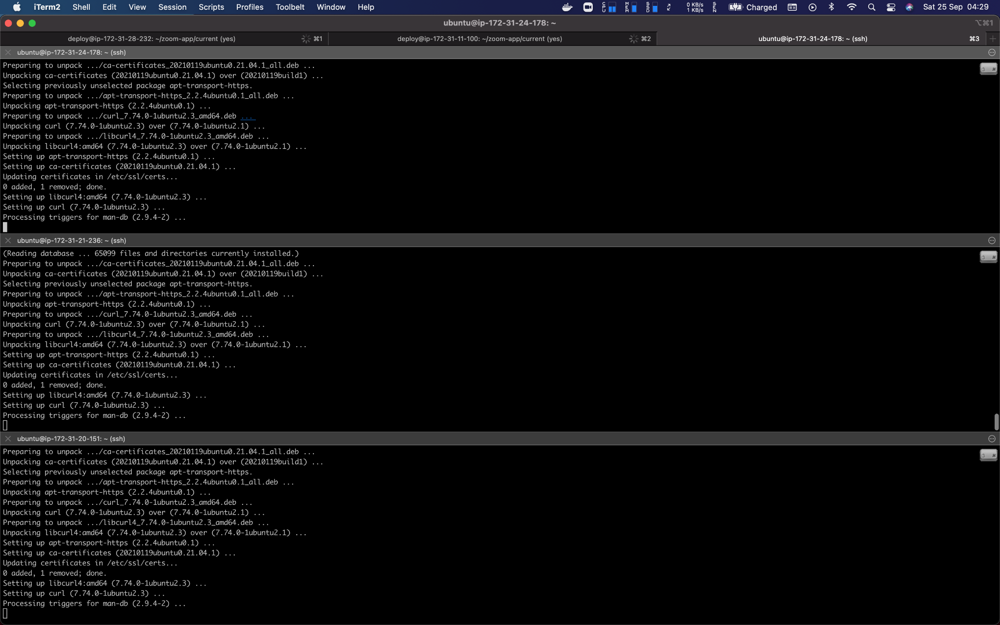 iTerm2 Shell Edit View Session Scripts Profiles Toolbelt Window Help CPU MEM SSD 0 KB/s 1 KB/s SEN Charged Sat 25 Sep 04:29
ubuntu@ip-172-31-24-178: ~ ⌥⌘1
deploy@ip-172-31-28-232: ~/zoom-app/current (yes) ⌘1 deploy@ip-172-31-11-100: ~/zoom-app/current (yes) ⌘2 ubuntu@ip-172-31-24-178: ~ (ssh) ⌘3
ubuntu@ip-172-31-24-178: ~ (ssh)
Preparing to unpack .../ca-certificates_20210119ubuntu0.21.04.1_all.deb ...
Unpacking ca-certificates (20210119ubuntu0.21.04.1) over (20210119build1) ...
Selecting previously unselected package apt-transport-https.
Preparing to unpack .../apt-transport-https_2.2.4ubuntu0.1_all.deb ...
Unpacking apt-transport-https (2.2.4ubuntu0.1) ...
Preparing to unpack .../curl_7.74.0-1ubuntu2.3_amd64.deb ...
Unpacking curl (7.74.0-1ubuntu2.3) over (7.74.0-1ubuntu2.1) ...
Preparing to unpack .../libcurl4_7.74.0-1ubuntu2.3_amd64.deb ...
Unpacking libcurl4:amd64 (7.74.0-1ubuntu2.3) over (7.74.0-1ubuntu2.1) ...
Setting up apt-transport-https (2.2.4ubuntu0.1) ...
Setting up ca-certificates (20210119ubuntu0.21.04.1) ...
Updating certificates in /etc/ssl/certs...
0 added, 1 removed; done.
Setting up libcurl4:amd64 (7.74.0-1ubuntu2.3) ...
Setting up curl (7.74.0-1ubuntu2.3) ...
Processing triggers for man-db (2.9.4-2) ...
ubuntu@ip-172-31-21-236: ~ (ssh)
(Reading database ... 65099 files and directories currently installed.)
Preparing to unpack .../ca-certificates_20210119ubuntu0.21.04.1_all.deb ...
Unpacking ca-certificates (20210119ubuntu0.21.04.1) over (20210119build1) ...
Selecting previously unselected package apt-transport-https.
Preparing to unpack .../apt-transport-https_2.2.4ubuntu0.1_all.deb ...
Unpacking apt-transport-https (2.2.4ubuntu0.1) ...
Preparing to unpack .../curl_7.74.0-1ubuntu2.3_amd64.deb ...
Unpacking curl (7.74.0-1ubuntu2.3) over (7.74.0-1ubuntu2.1) ...
Preparing to unpack .../libcurl4_7.74.0-1ubuntu2.3_amd64.deb ...
Unpacking libcurl4:amd64 (7.74.0-1ubuntu2.3) over (7.74.0-1ubuntu2.1) ...
Setting up apt-transport-https (2.2.4ubuntu0.1) ...
Setting up ca-certificates (20210119ubuntu0.21.04.1) ...
Updating certificates in /etc/ssl/certs...
0 added, 1 removed; done.
Setting up libcurl4:amd64 (7.74.0-1ubuntu2.3) ...
Setting up curl (7.74.0-1ubuntu2.3) ...
Processing triggers for man-db (2.9.4-2) ...
ubuntu@ip-172-31-20-151: ~ (ssh)
Preparing to unpack .../ca-certificates_20210119ubuntu0.21.04.1_all.deb ...
Unpacking ca-certificates (20210119ubuntu0.21.04.1) over (20210119build1) ...
Selecting previously unselected package apt-transport-https.
Preparing to unpack .../apt-transport-https_2.2.4ubuntu0.1_all.deb ...
Unpacking apt-transport-https (2.2.4ubuntu0.1) ...
Preparing to unpack .../curl_7.74.0-1ubuntu2.3_amd64.deb ...
Unpacking curl (7.74.0-1ubuntu2.3) over (7.74.0-1ubuntu2.1) ...
Preparing to unpack .../libcurl4_7.74.0-1ubuntu2.3_amd64.deb ...
Unpacking libcurl4:amd64 (7.74.0-1ubuntu2.3) over (7.74.0-1ubuntu2.1) ...
Setting up apt-transport-https (2.2.4ubuntu0.1) ...
Setting up ca-certificates (20210119ubuntu0.21.04.1) ...
Updating certificates in /etc/ssl/certs...
0 added, 1 removed; done.
Setting up libcurl4:amd64 (7.74.0-1ubuntu2.3) ...
Setting up curl (7.74.0-1ubuntu2.3) ...
Processing triggers for man-db (2.9.4-2) ...